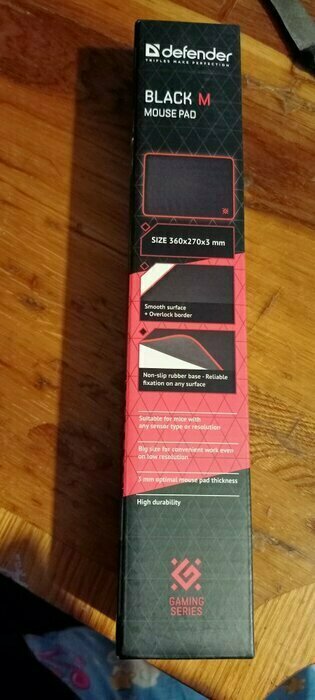 defender
TRIFLES MAKE PERFECTION
BLACK M
MOUSE PAD
SIZE 360x270x3 mm
Smooth surface
+ Overlock border
Non-slip rubber base - Reliable
fixation on any surface
Suitable for mice with
any sensor type or resolution
Big size for convenient work even
on low resolution
3 mm optimal mouse pad thickness
High durability
GAMING
SERIES